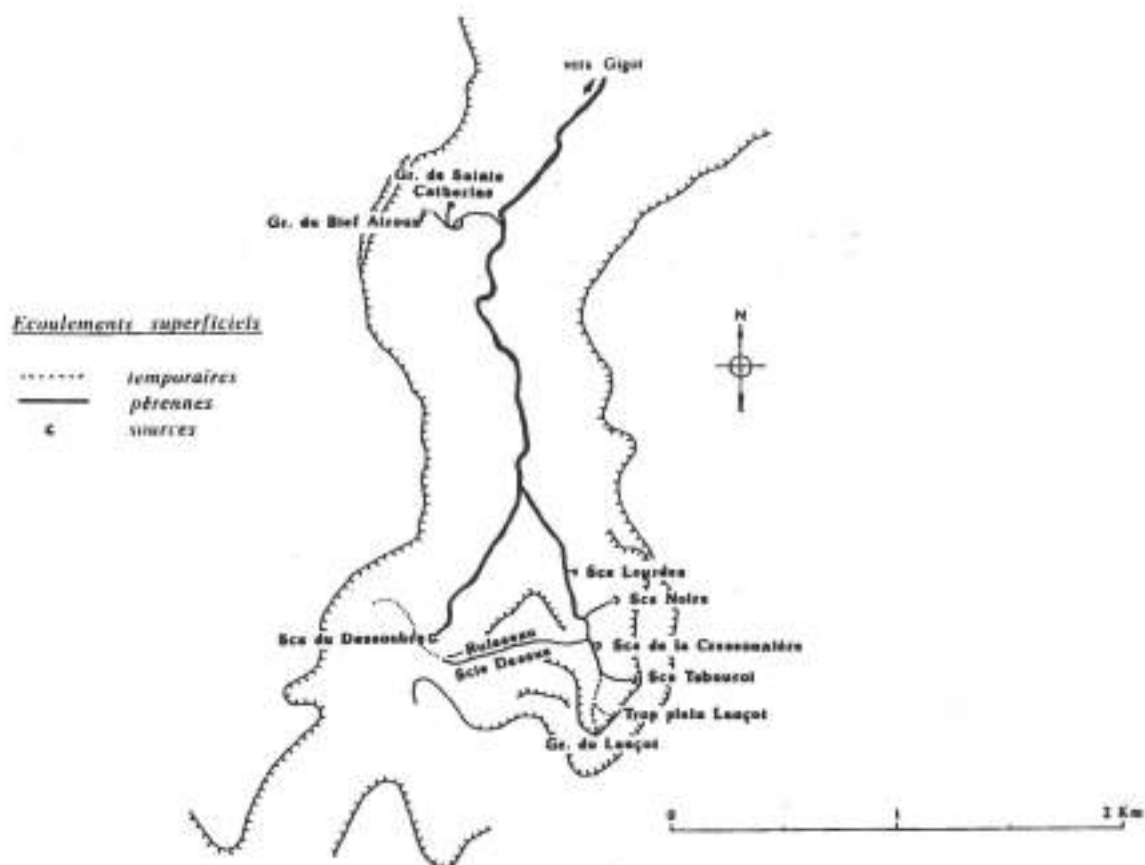 vers Gigot
Gr. de Sainte
Catherine
Gr. du Bief Airoux
Ecoulements superficiels
temporaires
pérennes
sources
N
Sce Lourdes
Sce Noire
Sce du Dessoubre
Ruisseau
Scie Dessus
Sce de la Cressonnière
Sce Tabourot
Trop plein Lançot
Gr. du Lançot
0 1 2 Km